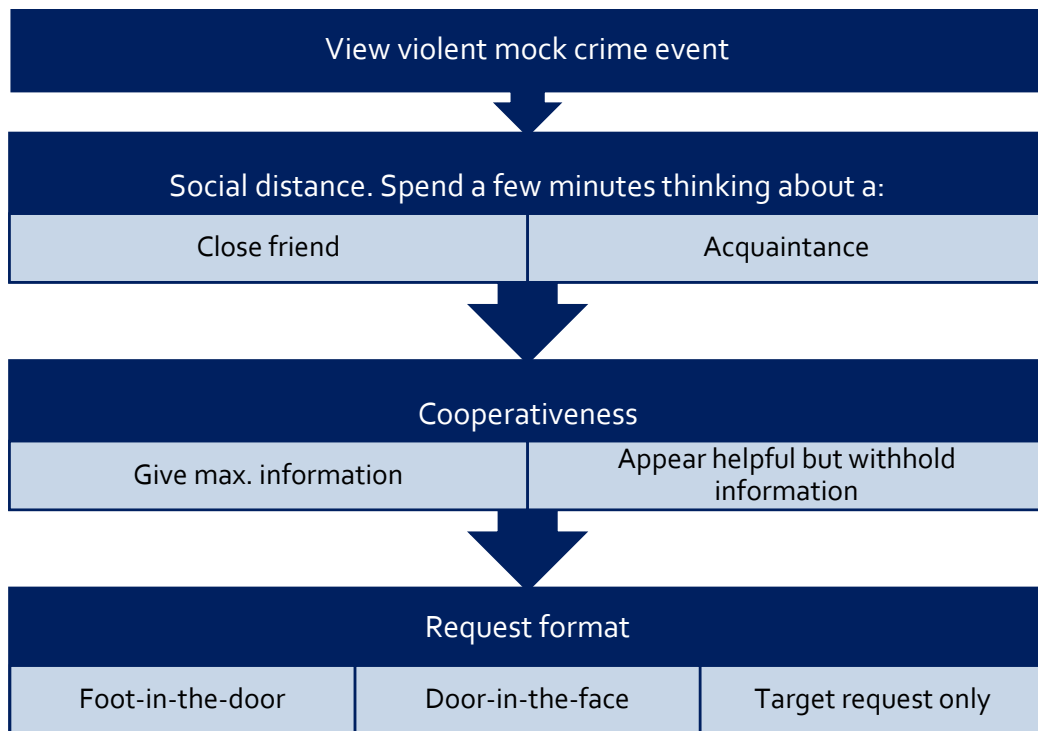 View violent mock crime event
Social distance. Spend a few minutes thinking about a:
Close friend
Acquaintance
Cooperativeness
Give max. information
Appear helpful but withhold
information
Request format
Foot-in-the-door
Door-in-the-face
Target request only